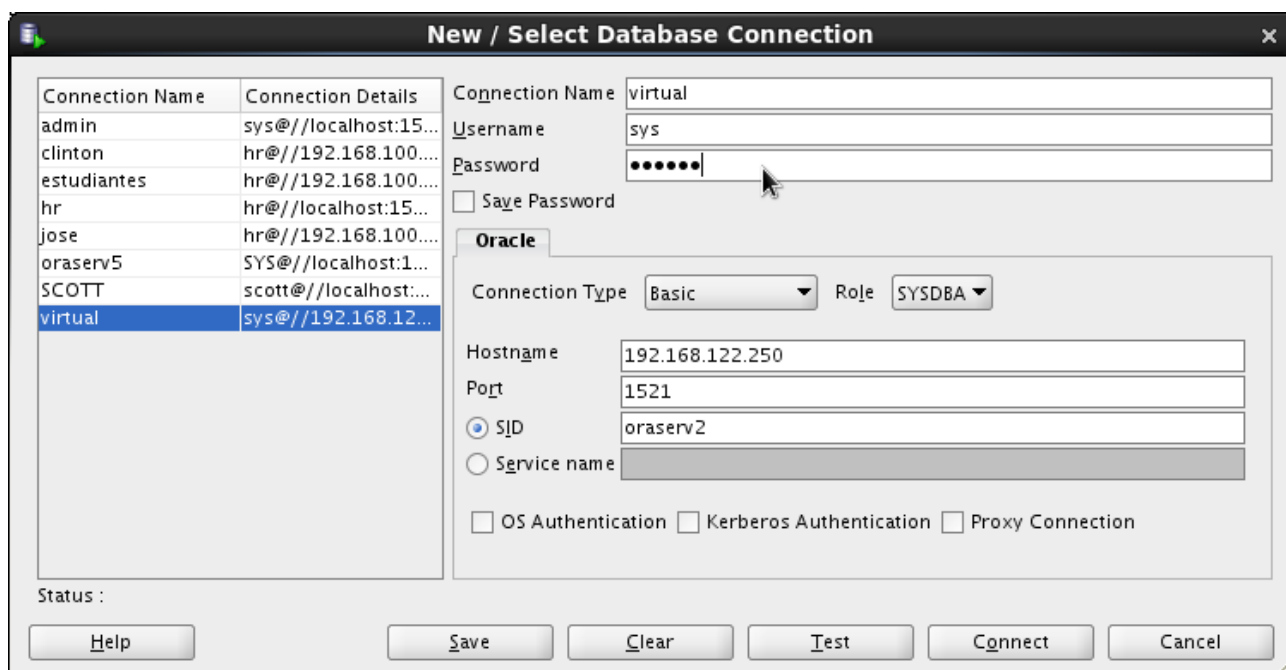 New / Select Database Connection
Connection Name Connection Details
admin sys@//localhost:15...
clinton hr@//192.168.100....
estudiantes hr@//192.168.100....
hr hr@//localhost:15...
jose hr@//192.168.100....
oraserv5 SYS@//localhost:1...
SCOTT scott@//localhost:...
virtual sys@//192.168.12...
Connection Name virtual
Username sys
Password ••••••
Save Password
Oracle
Connection Type Basic Role SYSDBA
Hostname 192.168.122.250
Port 1521
SID oraserv2
Service name
OS Authentication Kerberos Authentication Proxy Connection
Status :
Help Save Clear Test Connect Cancel